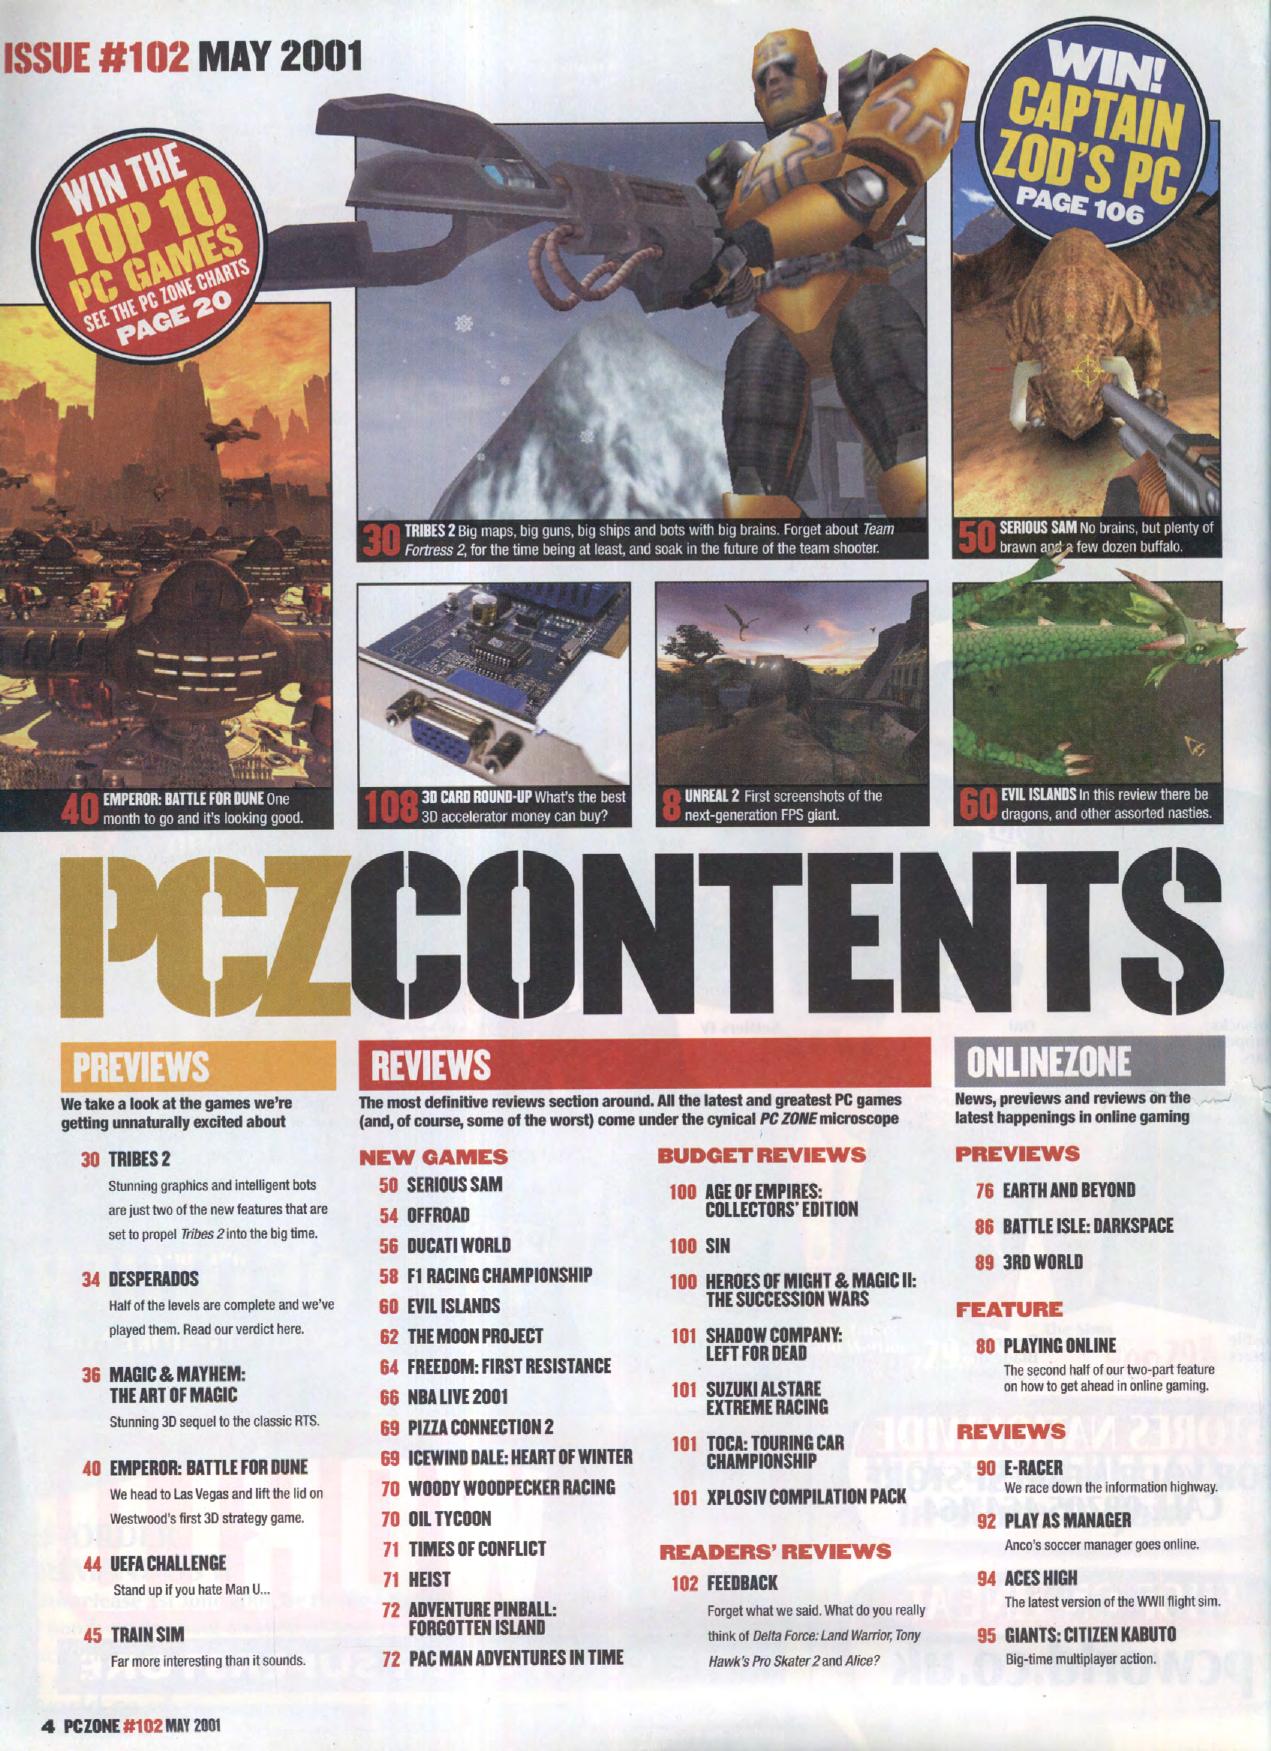 ISSUE #102 MAY 2001
WIN THE
TOP 10
PC GAMES
SEE THE PC ZONE CHARTS
PAGE 20
WIN!
CAPTAIN
ZOD'S PC
PAGE 106
30 TRIBES 2 Big maps, big guns, big ships and bots with big brains. Forget about Team
Fortress 2, for the time being at least, and soak in the future of the team shooter.
50 SERIOUS SAM No brains, but plenty of
brawn and a few dozen buffalo.
40 EMPEROR: BATTLE FOR DUNE One
month to go and it's looking good.
108 3D CARD ROUND-UP What's the best
3D accelerator money can buy?
8 UNREAL 2 First screenshots of the
next-generation FPS giant.
60 EVIL ISLANDS In this review there be
dragons, and other assorted nasties.
PCZCONTENTS
PREVIEWS
We take a look at the games we're
getting unnaturally excited about
30 TRIBES 2
Stunning graphics and intelligent bots
are just two of the new features that are
set to propel Tribes 2 into the big time.
34 DESPERADOS
Half of the levels are complete and we've
played them. Read our verdict here.
36 MAGIC & MAYHEM:
THE ART OF MAGIC
Stunning 3D sequel to the classic RTS.
40 EMPEROR: BATTLE FOR DUNE
We head to Las Vegas and lift the lid on
Westwood's first 3D strategy game.
44 UEFA CHALLENGE
Stand up if you hate Man U...
45 TRAIN SIM
Far more interesting than it sounds.
REVIEWS
The most definitive reviews section around. All the latest and greatest PC games
(and, of course, some of the worst) come under the cynical PC ZONE microscope
NEW GAMES
50 SERIOUS SAM
54 OFFROAD
56 DUCATI WORLD
58 F1 RACING CHAMPIONSHIP
60 EVIL ISLANDS
62 THE MOON PROJECT
64 FREEDOM: FIRST RESISTANCE
66 NBA LIVE 2001
69 PIZZA CONNECTION 2
69 ICEWIND DALE: HEART OF WINTER
70 WOODY WOODPECKER RACING
70 OIL TYCOON
71 TIMES OF CONFLICT
71 HEIST
72 ADVENTURE PINBALL:
FORGOTTEN ISLAND
72 PAC MAN ADVENTURES IN TIME
BUDGET REVIEWS
100 AGE OF EMPIRES:
COLLECTORS' EDITION
100 SIN
100 HEROES OF MIGHT & MAGIC II:
THE SUCCESSION WARS
101 SHADOW COMPANY:
LEFT FOR DEAD
101 SUZUKI ALSTARE
EXTREME RACING
101 TOCA: TOURING CAR
CHAMPIONSHIP
101 XPLOSIV COMPILATION PACK
READERS' REVIEWS
102 FEEDBACK
Forget what we said. What do you really
think of Delta Force: Land Warrior, Tony
Hawk's Pro Skater 2 and Alice?
ONLINEZONE
News, previews and reviews on the
latest happenings in online gaming
PREVIEWS
76 EARTH AND BEYOND
86 BATTLE ISLE: DARKSPACE
89 3RD WORLD
FEATURE
80 PLAYING ONLINE
The second half of our two-part feature
on how to get ahead in online gaming.
REVIEWS
90 E-RACER
We race down the information highway.
92 PLAY AS MANAGER
Anco's soccer manager goes online.
94 ACES HIGH
The latest version of the WWII flight sim.
95 GIANTS: CITIZEN KABUTO
Big-time multiplayer action.
4 PC ZONE #102 MAY 2001